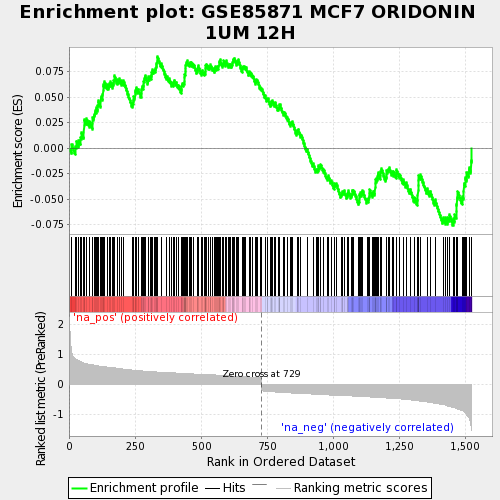 Enrichment plot: GSE85871 MCF7 ORIDONIN
1UM 12H
Enrichment score (ES)
0.075
0.050
0.025
0.000
-0.025
-0.050
-0.075
'na_pos' (positively correlated)
Ranked list metric (PreRanked)
2
1
0
-1
Zero cross at 729
'na_neg' (negatively correlated)
0
250
500
750
1,000
1,250
1,500
Rank in Ordered Dataset
Enrichment profile
Hits
Ranking metric scores